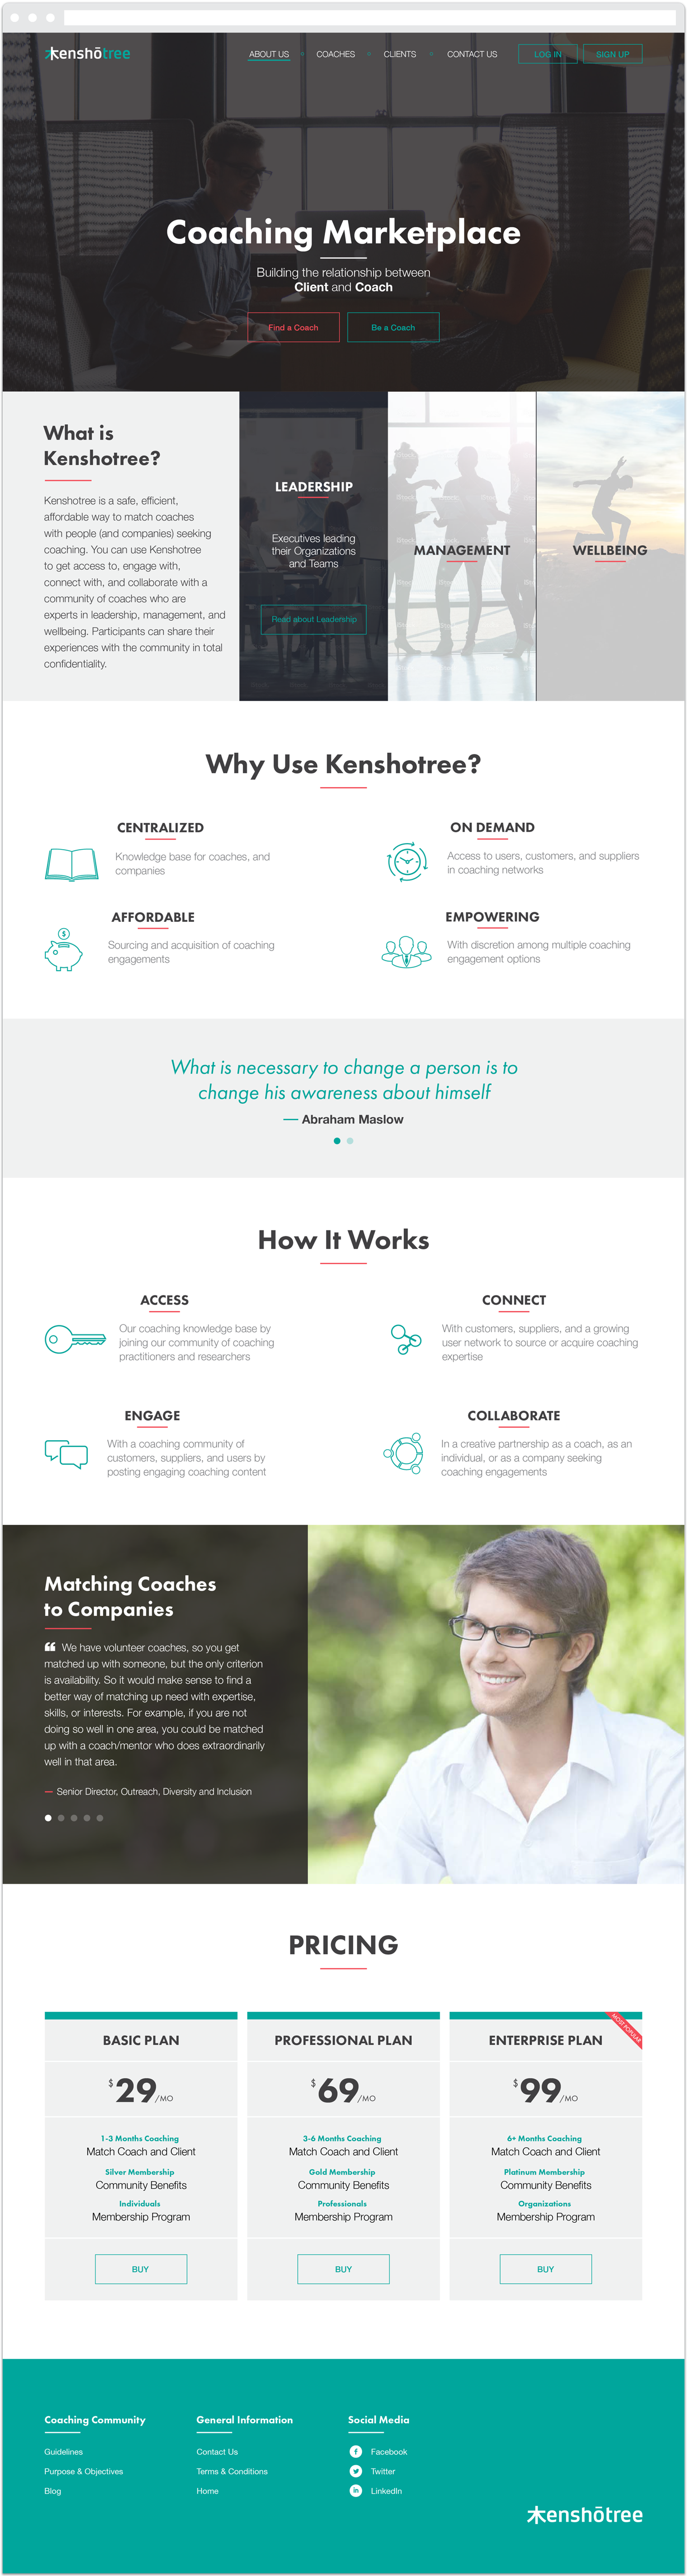 kenshōtree
ABOUT US
COACHES
CLIENTS
CONTACT US
LOG IN
SIGN UP
Coaching Marketplace
Building the relationship between
Client and Coach
Find a Coach
Be a Coach
What is
Kenshotree?
Kenshotree is a safe, efficient,
affordable way to match coaches
with people (and companies) seeking
coaching. You can use Kenshotree
to get access to, engage with,
connect with, and collaborate with a
community of coaches who are
experts in leadership, management, and
wellbeing. Participants can share their
experiences with the community in total
confidentiality.
LEADERSHIP
Executives leading
their Organizations
and Teams
Read about Leadership
MANAGEMENT
WELLBEING
Why Use Kenshotree?
CENTRALIZED
Knowledge base for coaches, and
companies
ON DEMAND
Access to users, customers, and suppliers
in coaching networks
AFFORDABLE
Sourcing and acquisition of coaching
engagements
EMPOWERING
With discretion among multiple coaching
engagement options
What is necessary to change a person is to
change his awareness about himself
— Abraham Maslow
How It Works
ACCESS
Our coaching knowledge base by
joining our community of coaching
practitioners and researchers
CONNECT
With customers, suppliers, and a growing
user network to source or acquire coaching
expertise
ENGAGE
With a coaching community of
customers, suppliers, and users by
posting engaging coaching content
COLLABORATE
In a creative partnership as a coach, as an
individual, or as a company seeking
coaching engagements
Matching Coaches
to Companies
❝ We have volunteer coaches, so you get
matched up with someone, but the only criterion
is availability. So it would make sense to find a
better way of matching up need with expertise,
skills, or interests. For example, if you are not
doing so well in one area, you could be matched
up with a coach/mentor who does extraordinarily
well in that area.
— Senior Director, Outreach, Diversity and Inclusion
PRICING
BASIC PLAN
$29/MO
1-3 Months Coaching
Match Coach and Client
Silver Membership
Community Benefits
Individuals
Membership Program
BUY
PROFESSIONAL PLAN
$69/MO
3-6 Months Coaching
Match Coach and Client
Gold Membership
Community Benefits
Professionals
Membership Program
BUY
MOST POPULAR
ENTERPRISE PLAN
$99/MO
6+ Months Coaching
Match Coach and Client
Platinum Membership
Community Benefits
Organizations
Membership Program
BUY
Coaching Community
Guidelines
Purpose & Objectives
Blog
General Information
Contact Us
Terms & Conditions
Home
Social Media
Facebook
Twitter
LinkedIn
kenshōtree